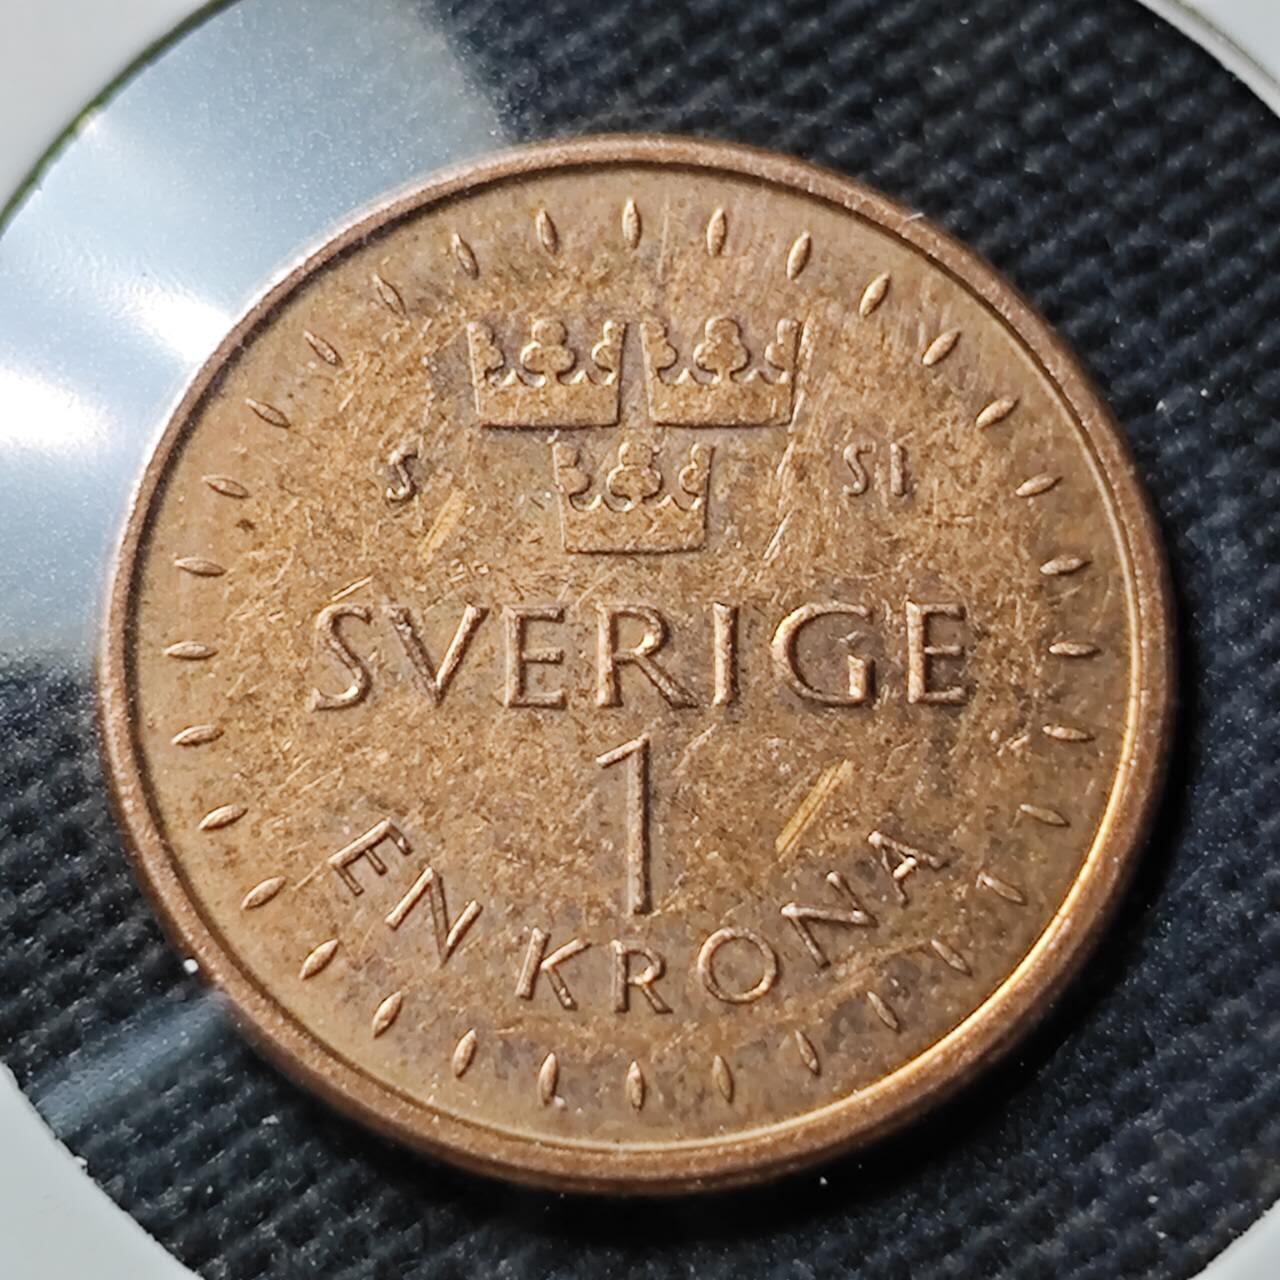 S SI
SVERIGE
1
EN KRONA